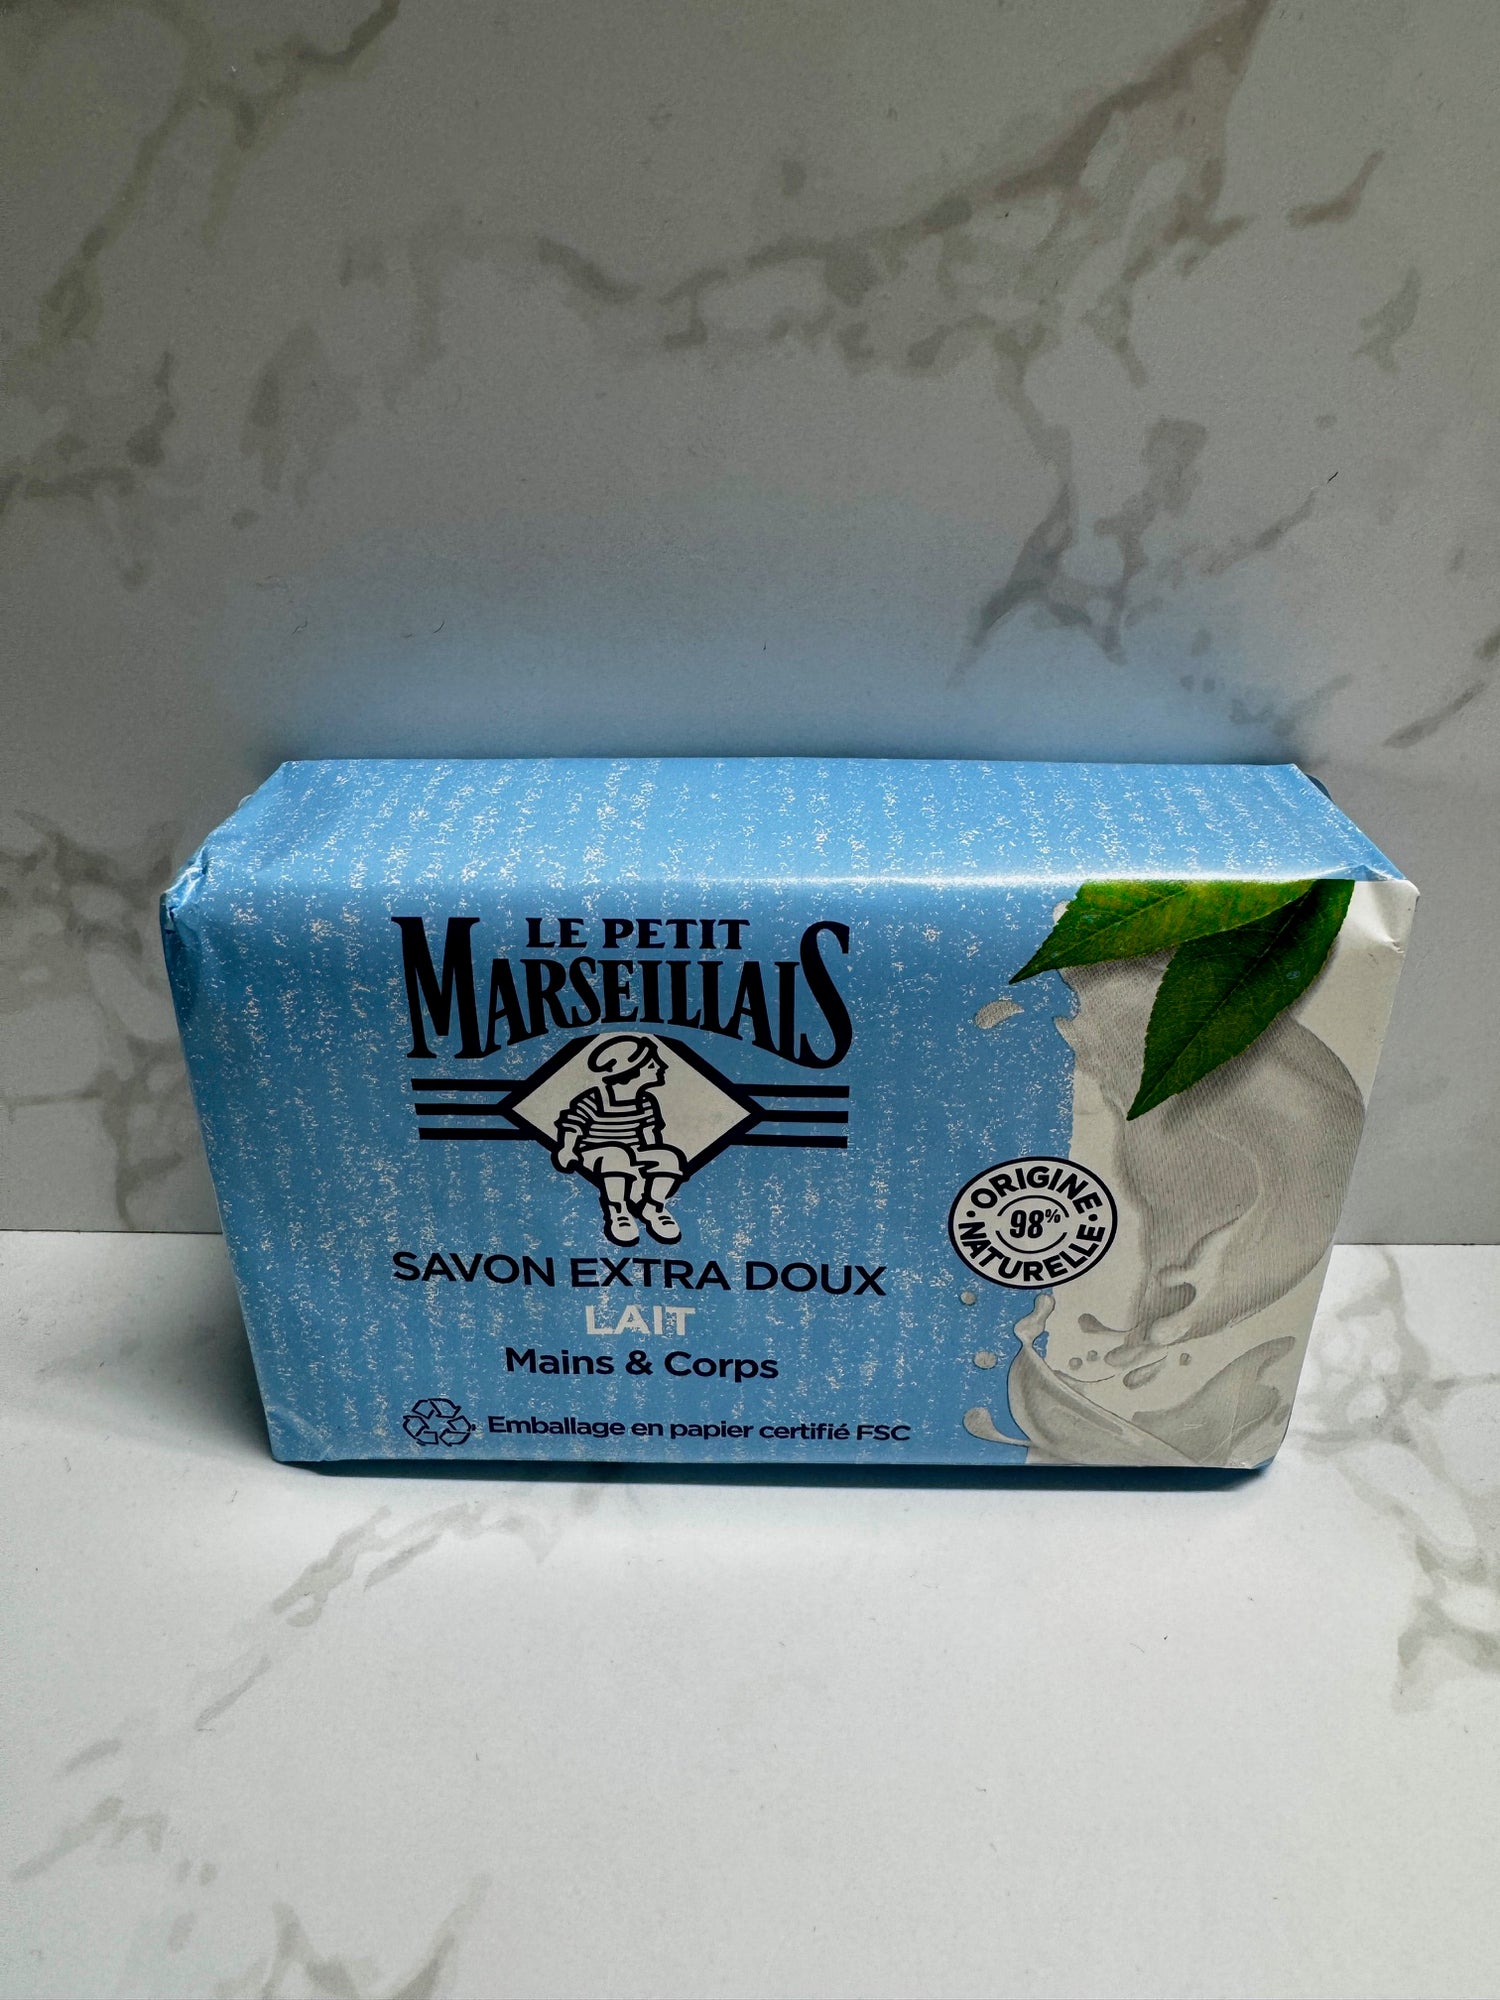 LE PETIT
MARSEILLAIS
SAVON EXTRA DOUX
LAIT
Mains & Corps
Emballage en papier certifié FSC
• ORIGINE •
98%
NATURELLE